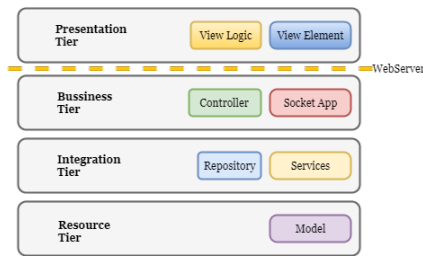 Presentation
Tier
View Logic
View Element
WebServer
Bussiness
Tier
Controller
Socket App
Integration
Tier
Repository
Services
Resource
Tier
Model